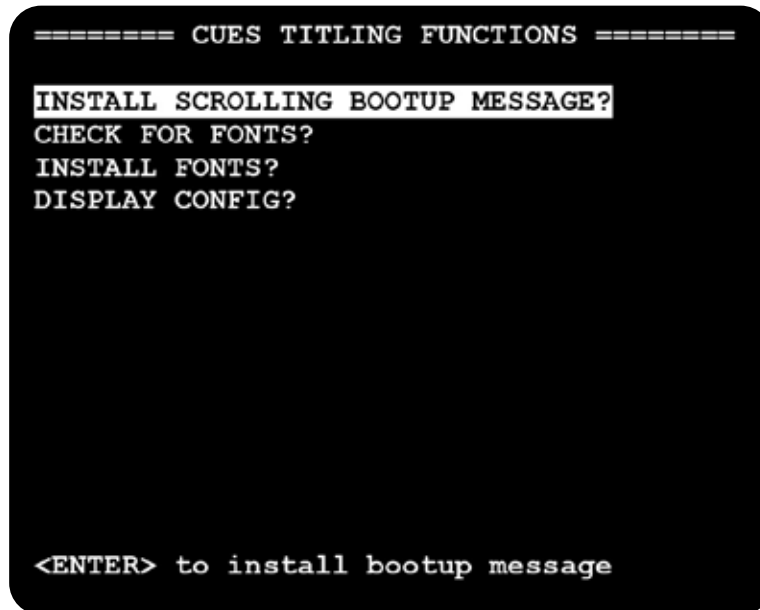 ======== CUES TITLING FUNCTIONS ========
INSTALL SCROLLING BOOTUP MESSAGE?
CHECK FOR FONTS?
INSTALL FONTS?
DISPLAY CONFIG?
<ENTER> to install bootup message